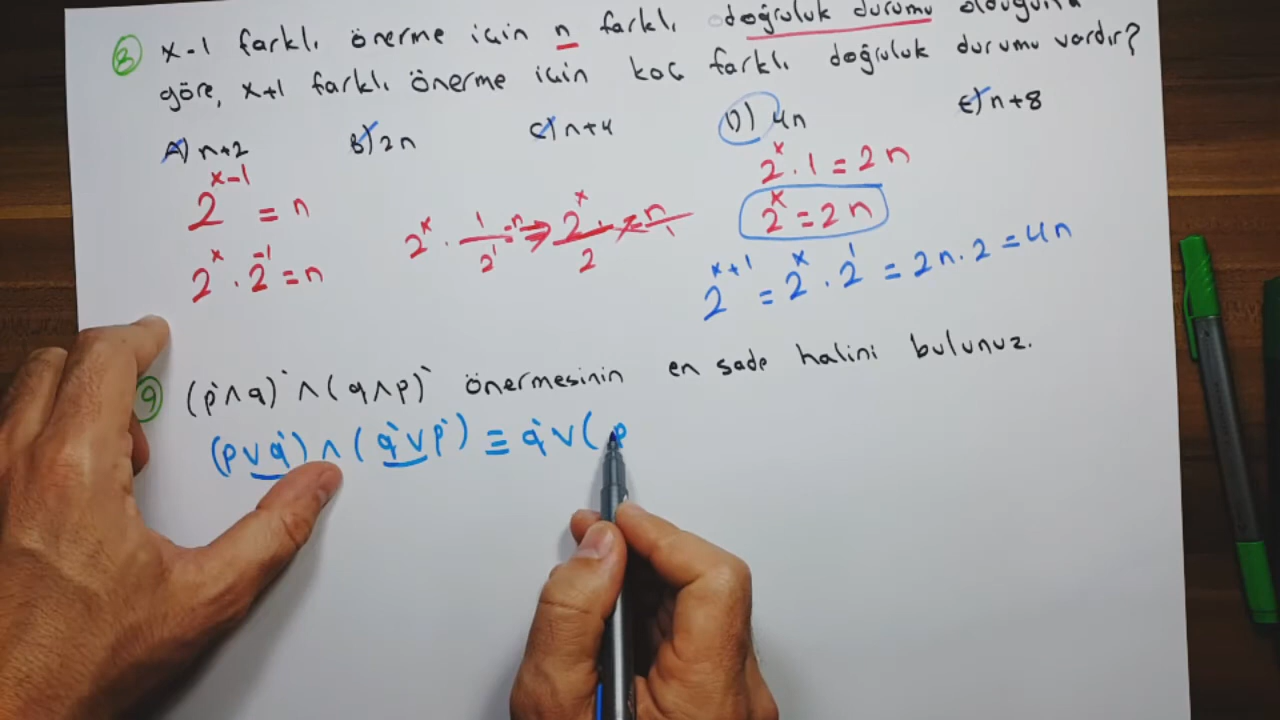 8 x-1 farklı önerme için n farklı doğruluk durumu olduğuna
göre, x+1 farklı önerme için kaç farklı doğruluk durumu vardır?
A) n+2 B) 2n C) n+4 D) 4n E) n+8
2^(x-1) = n
2^x · 2^(-1) = n
2^x · 1/2^1 = n ⇒ 2^x/2 = n/1
2^x · 1 = 2n
2^x = 2n
2^(x+1) = 2^x · 2^1 = 2n · 2 = 4n
9 (p'∧q)' ∧ (q∧p)' önermesinin en sade halini bulunuz.
(p∨q') ∧ (q'∨p') ≡ q'∨(p